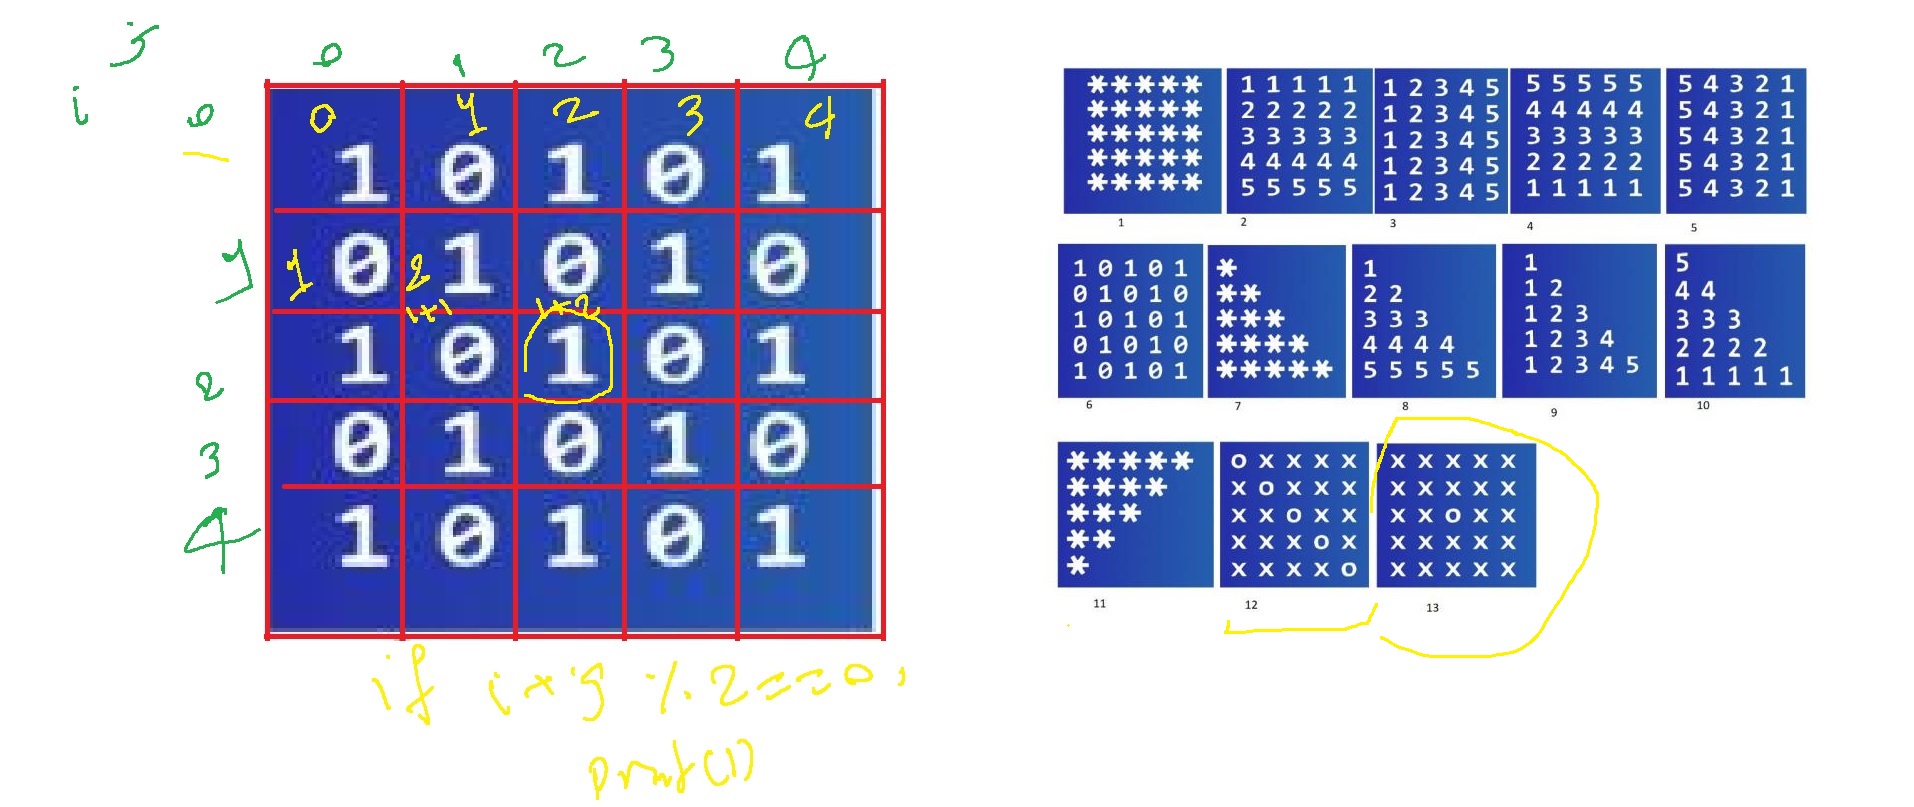 j 0 1 2 3 4
i
0 0 1 2 3 4
1 0 1 0 1
1 1 0 2 1 0 1 0
1+1 1+2
2 1 0 1 0 1
3 0 1 0 1 0
4 1 0 1 0 1
if i+j % 2==0:
print(1)
*****
*****
*****
*****
*****
1
1 1 1 1 1
2 2 2 2 2
3 3 3 3 3
4 4 4 4 4
5 5 5 5 5
2
1 2 3 4 5
1 2 3 4 5
1 2 3 4 5
1 2 3 4 5
1 2 3 4 5
3
5 5 5 5 5
4 4 4 4 4
3 3 3 3 3
2 2 2 2 2
1 1 1 1 1
4
5 4 3 2 1
5 4 3 2 1
5 4 3 2 1
5 4 3 2 1
5 4 3 2 1
5
1 0 1 0 1
0 1 0 1 0
1 0 1 0 1
0 1 0 1 0
1 0 1 0 1
6
*
**
***
****
*****
7
1
2 2
3 3 3
4 4 4 4
5 5 5 5 5
8
1
1 2
1 2 3
1 2 3 4
1 2 3 4 5
9
5
4 4
3 3 3
2 2 2 2
1 1 1 1 1
10
*****
****
***
**
*
11
O X X X X
X O X X X
X X O X X
X X X O X
X X X X O
12
X X X X X
X X X X X
X X O X X
X X X X X
X X X X X
13